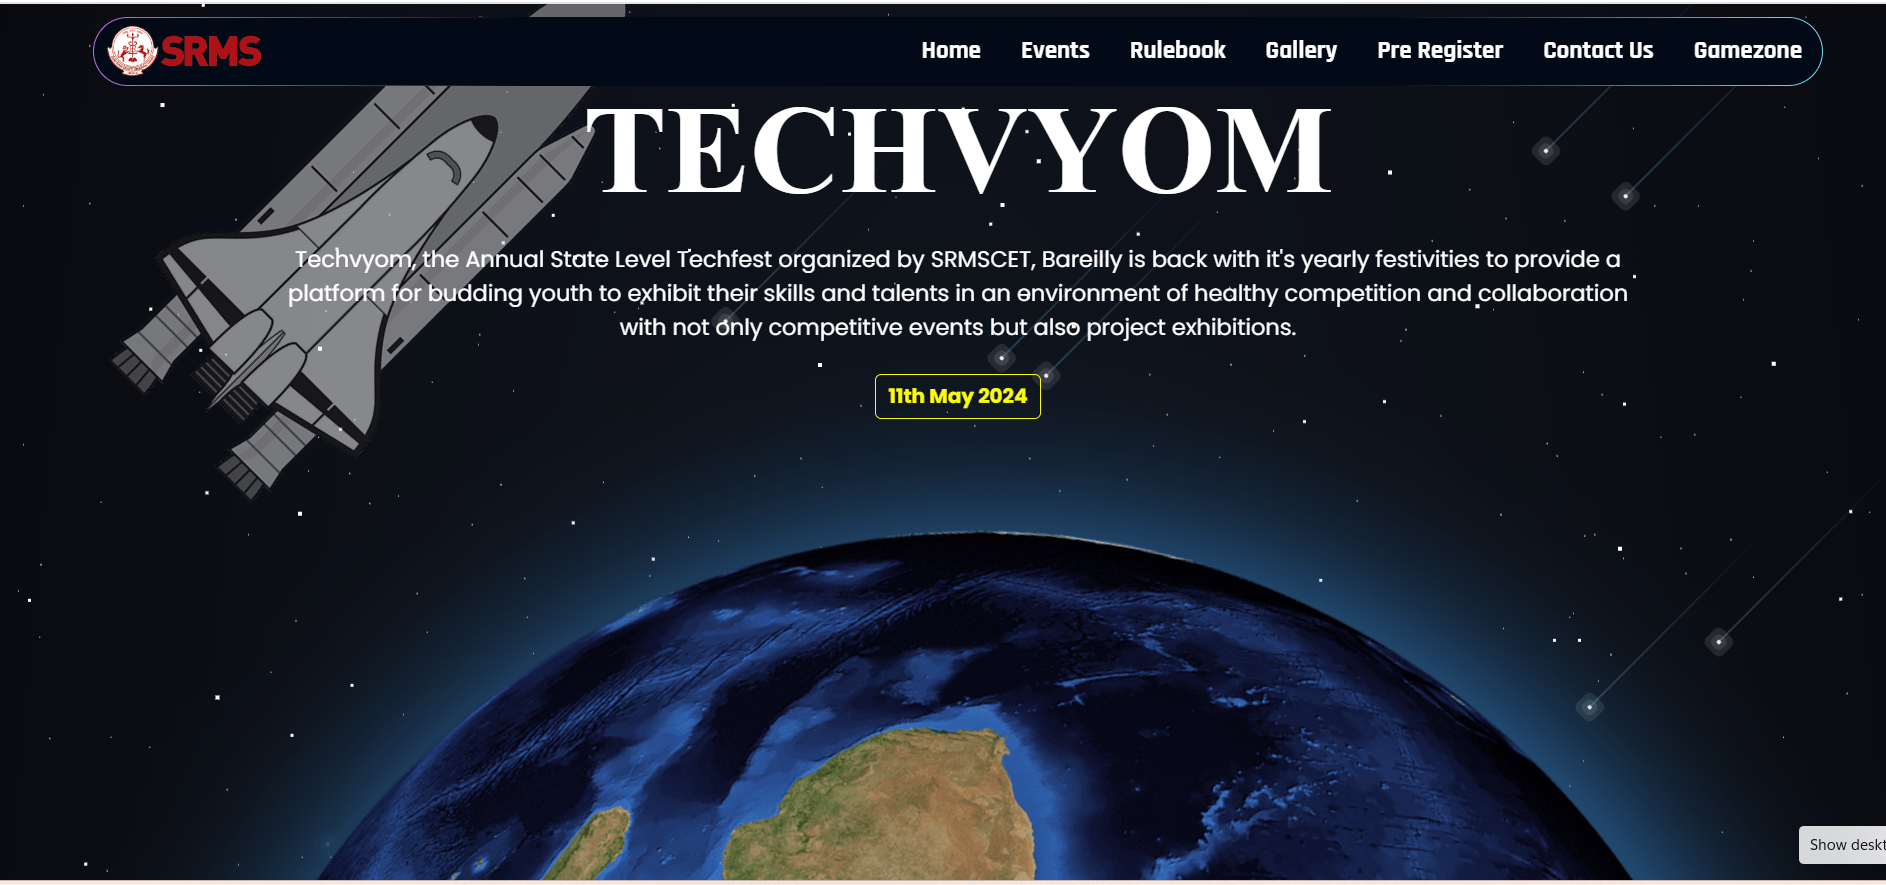 SRMS
Home Events Rulebook Gallery Pre Register Contact Us Gamezone
TECHVYOM
Techvyom, the Annual State Level Techfest organized by SRMSCET, Bareilly is back with it's yearly festivities to provide a
platform for budding youth to exhibit their skills and talents in an environment of healthy competition and collaboration
with not only competitive events but also project exhibitions.
11th May 2024
Show